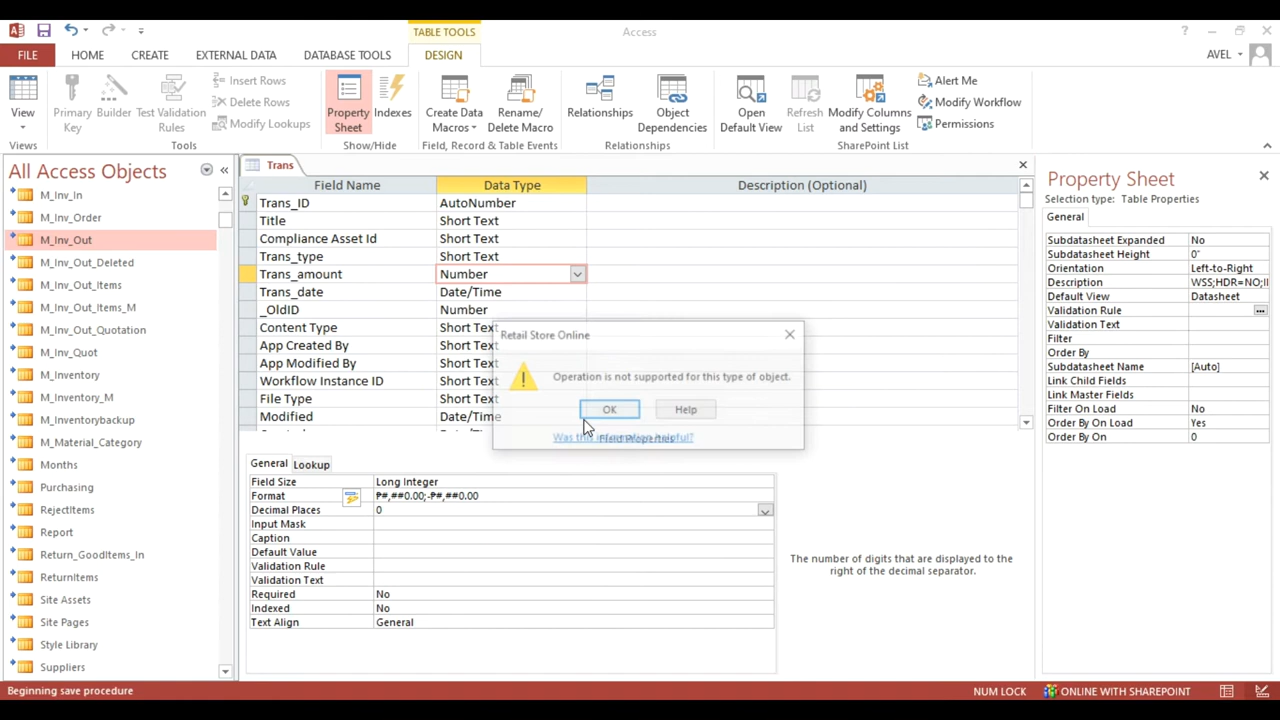 TABLE TOOLS
Access
FILE
HOME
CREATE
EXTERNAL DATA
DATABASE TOOLS
DESIGN
AVEL
View
Primary Key
Builder
Test Validation Rules
Insert Rows
Delete Rows
Modify Lookups
Property Sheet
Indexes
Create Data Macros
Rename/ Delete Macro
Relationships
Object Dependencies
Open Default View
Refresh List
Modify Columns and Settings
Alert Me
Modify Workflow
Permissions
Views
Tools
Show/Hide
Field, Record & Table Events
Relationships
SharePoint List
All Access Objects
M_Inv_In
M_Inv_Order
M_Inv_Out
M_Inv_Out_Deleted
M_Inv_Out_Items
M_Inv_Out_Items_M
M_Inv_Out_Quotation
M_Inv_Quot
M_Inventory
M_Inventory_M
M_Inventorybackup
M_Material_Category
Months
Purchasing
RejectItems
Report
Return_GoodItems_In
ReturnItems
Site Assets
Site Pages
Style Library
Suppliers
Trans
Field Name Data Type Description (Optional)
Trans_ID AutoNumber
Title Short Text
Compliance Asset Id Short Text
Trans_type Short Text
Trans_amount Number
Trans_date Date/Time
_OldID Number
Content Type Short Text
App Created By Short Text
App Modified By Short Text
Workflow Instance ID Short Text
File Type Short Text
Modified Date/Time
Retail Store Online
Operation is not supported for this type of object.
OK Help
Was this information helpful?
Field Properties
General Lookup
Field Size Long Integer
Format ₱#,##0.00;-₱#,##0.00
Decimal Places 0
Input Mask
Caption
Default Value
Validation Rule
Validation Text
Required No
Indexed No
Text Align General
The number of digits that are displayed to the right of the decimal separator.
Property Sheet
Selection type: Table Properties
General
Subdatasheet Expanded No
Subdatasheet Height 0"
Orientation Left-to-Right
Description WSS;HDR=NO;I
Default View Datasheet
Validation Rule
Validation Text
Filter
Order By
Subdatasheet Name [Auto]
Link Child Fields
Link Master Fields
Filter On Load No
Order By On Load Yes
Order By On 0
Beginning save procedure
NUM LOCK
ONLINE WITH SHAREPOINT